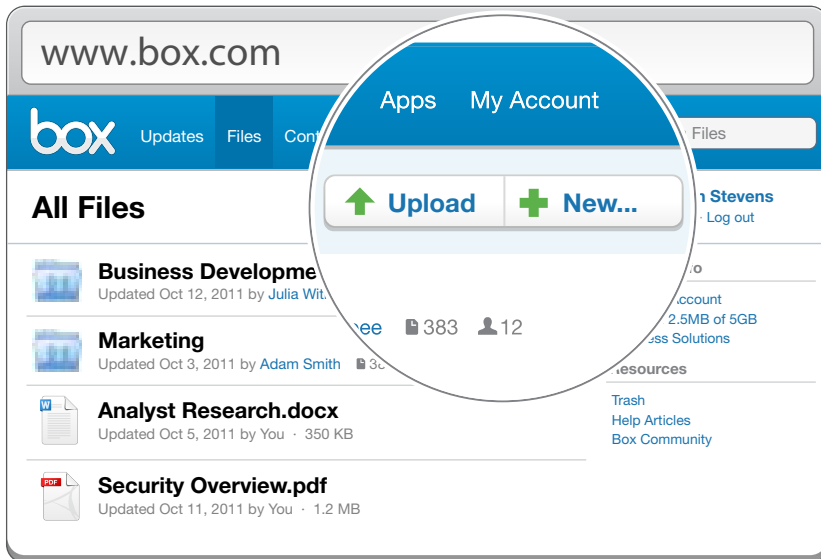 www.box.com
box Updates Files Apps My Account Files
All Files
Upload New... Stevens
· Log out
Business
Updated Oct 12, 2011 by Julia
383 12
Account
2.5MB of 5GB
Marketing
Solutions
Updated Oct 3, 2011 by Adam Smith
Resources
Analyst Research.docx
Trash
Updated Oct 5, 2011 by You · 350 KB
Help Articles
Box Community
PDF
Security Overview.pdf
Updated Oct 11, 2011 by You · 1.2 MB